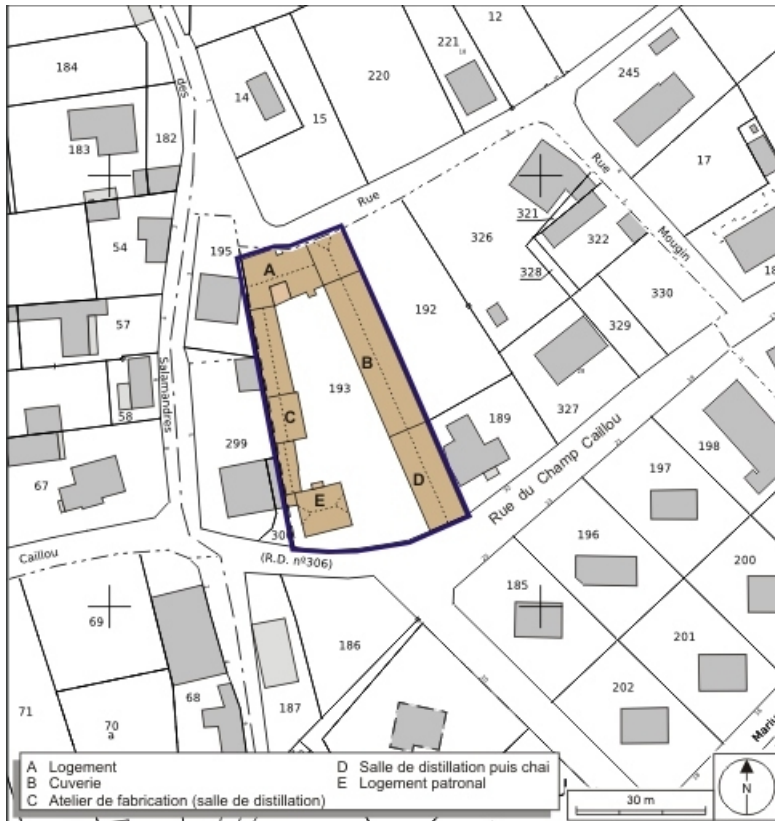 12
221
18
184
des
220
245
14
15
182
183
17
Rue
Rue
321
326
322
Mougin
54
195
A
328
330
192
57
329
B
193
Salamandres
58
C
189
327
299
Rue du Champ Caillou
198
67
D
197
E
30
196
Caillou
(R.D. nº306)
200
185
69
186
201
68
187
202
71
70
a
A Logement
B Cuverie
C Atelier de fabrication (salle de distillation)
D Salle de distillation puis chai
E Logement patronal
30 m
N